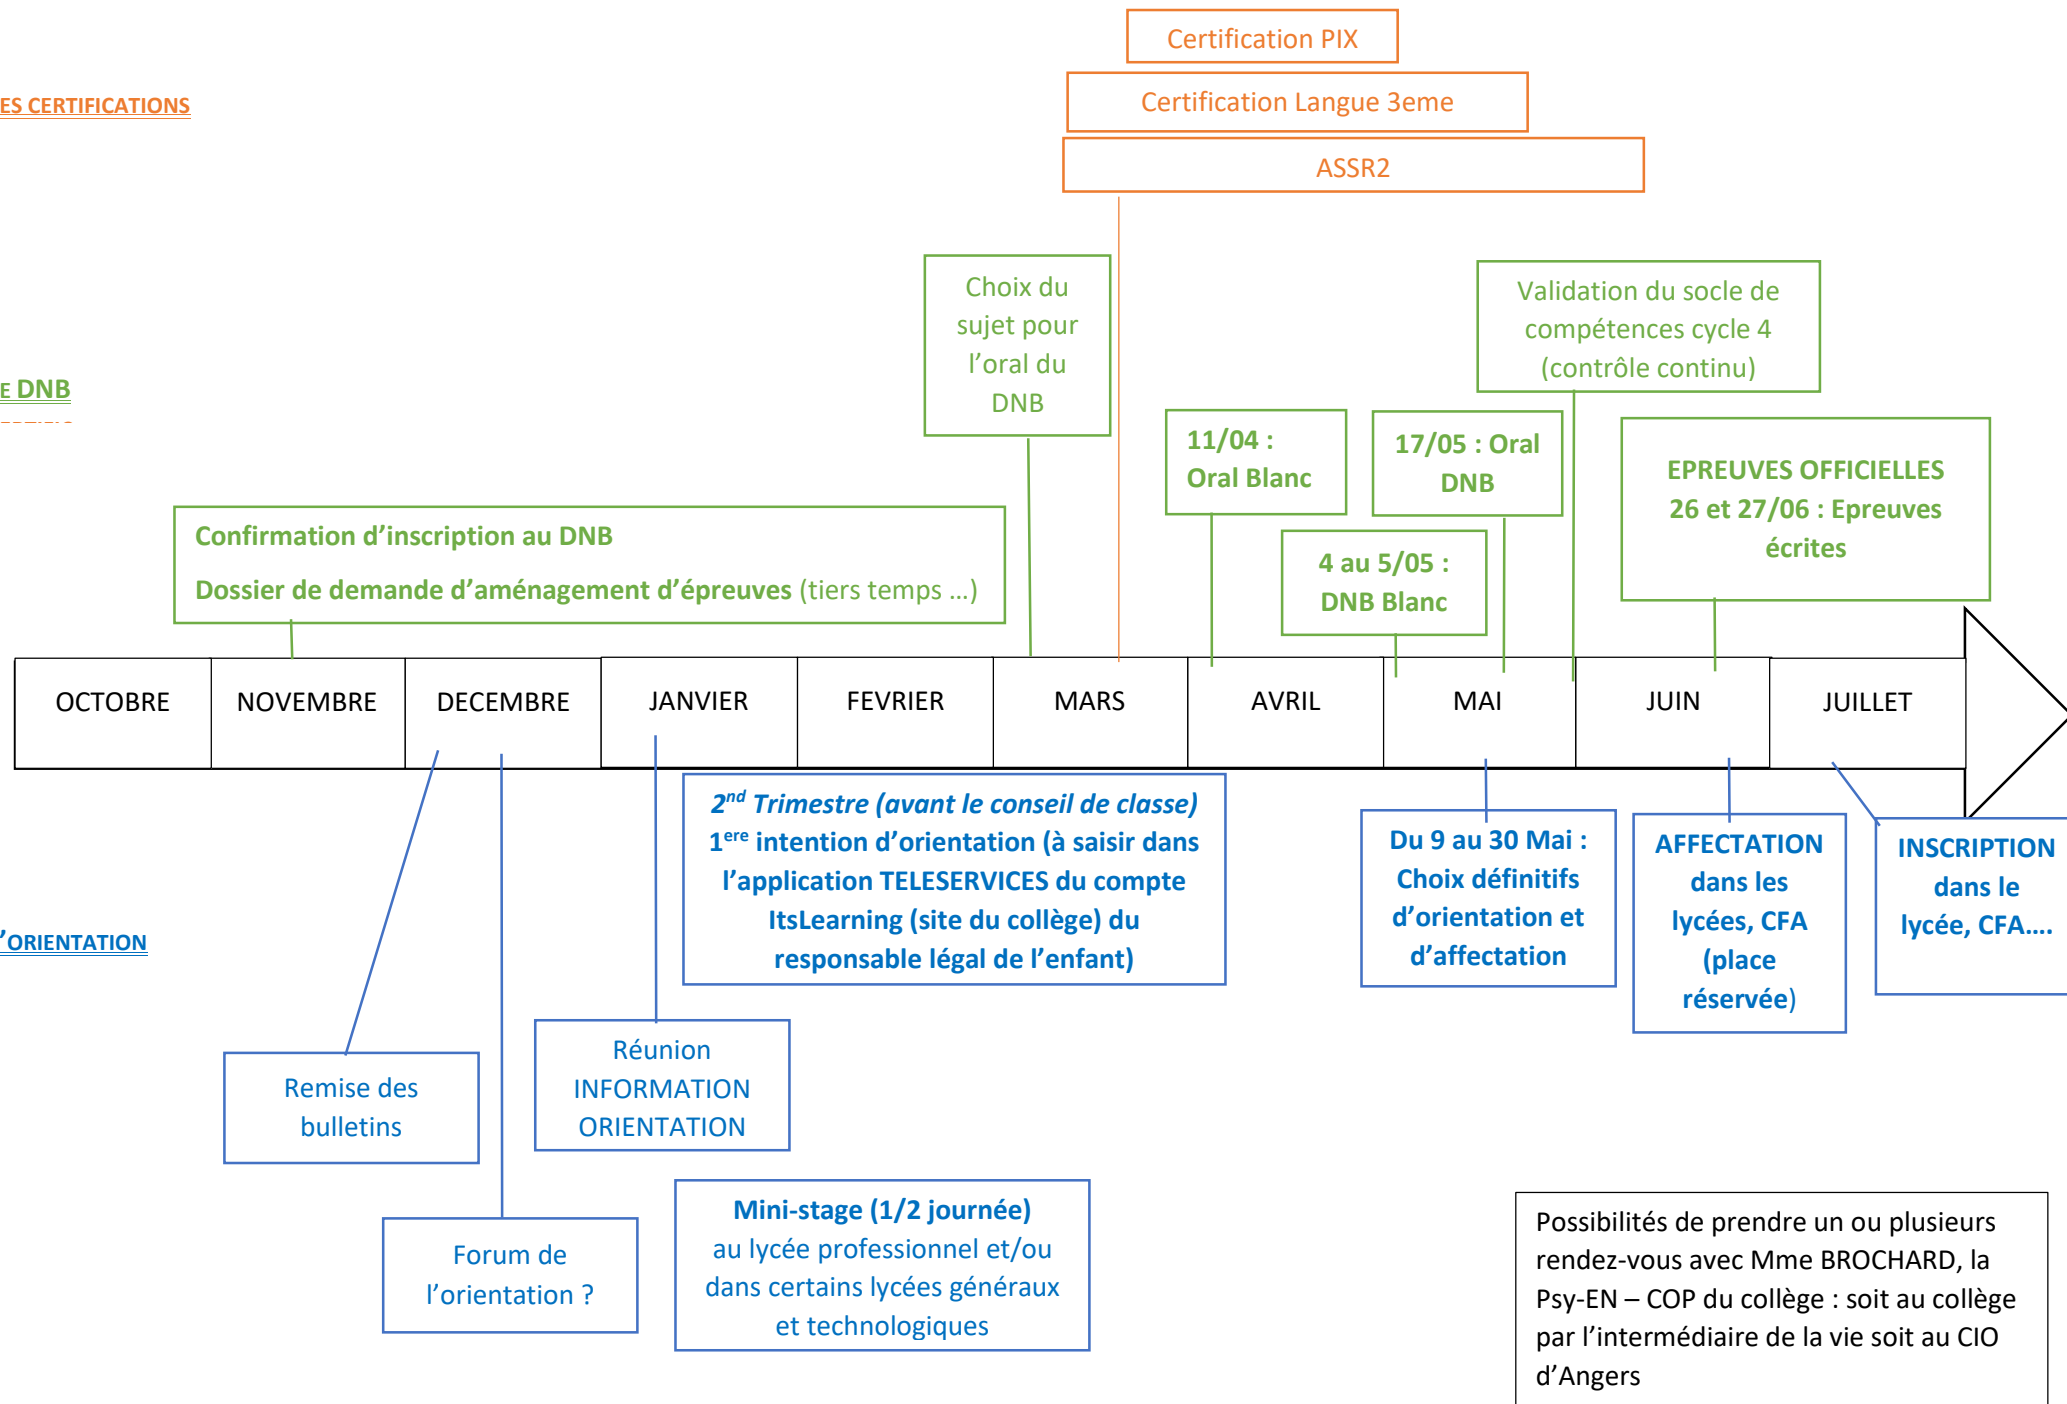 Certification PIX
ES CERTIFICATIONS
Certification Langue 3eme
ASSR2
Choix du
sujet pour
l’oral du
DNB
Validation du socle de
compétences cycle 4
(contrôle continu)
E DNB
11/04 :
Oral Blanc
17/05 : Oral
DNB
EPREUVES OFFICIELLES
26 et 27/06 : Epreuves
écrites
Confirmation d’inscription au DNB
Dossier de demande d’aménagement d’épreuves (tiers temps …)
4 au 5/05 :
DNB Blanc
OCTOBRE
NOVEMBRE
DECEMBRE
JANVIER
FEVRIER
MARS
AVRIL
MAI
JUIN
JUILLET
2nd Trimestre (avant le conseil de classe)
1ere intention d’orientation (à saisir dans
l’application TELESERVICES du compte
ItsLearning (site du collège) du
responsable légal de l’enfant)
Du 9 au 30 Mai :
Choix définitifs
d’orientation et
d’affectation
AFFECTATION
dans les
lycées, CFA
(place
réservée)
INSCRIPTION
dans le
lycée, CFA….
’ORIENTATION
Remise des
bulletins
Réunion
INFORMATION
ORIENTATION
Forum de
l’orientation ?
Mini-stage (1/2 journée)
au lycée professionnel et/ou
dans certains lycées généraux
et technologiques
Possibilités de prendre un ou plusieurs
rendez-vous avec Mme BROCHARD, la
Psy-EN – COP du collège : soit au collège
par l’intermédiaire de la vie soit au CIO
d’Angers